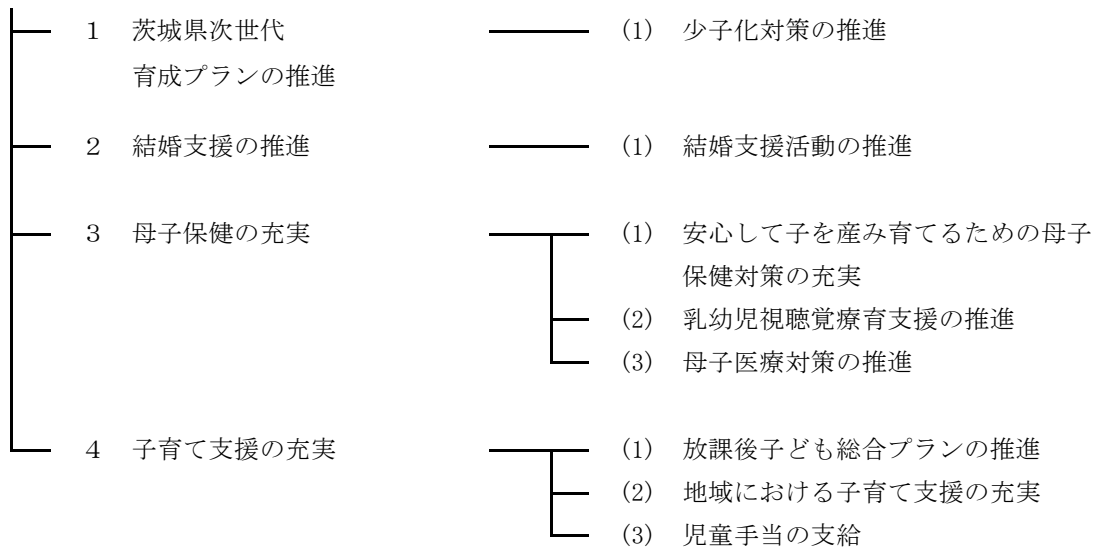 1 茨城県次世代 (1) 少子化対策の推進
育成プランの推進
2 結婚支援の推進 (1) 結婚支援活動の推進
3 母子保健の充実 (1) 安心して子を産み育てるための母子
保健対策の充実
(2) 乳幼児視聴覚療育支援の推進
(3) 母子医療対策の推進
4 子育て支援の充実 (1) 放課後子ども総合プランの推進
(2) 地域における子育て支援の充実
(3) 児童手当の支給